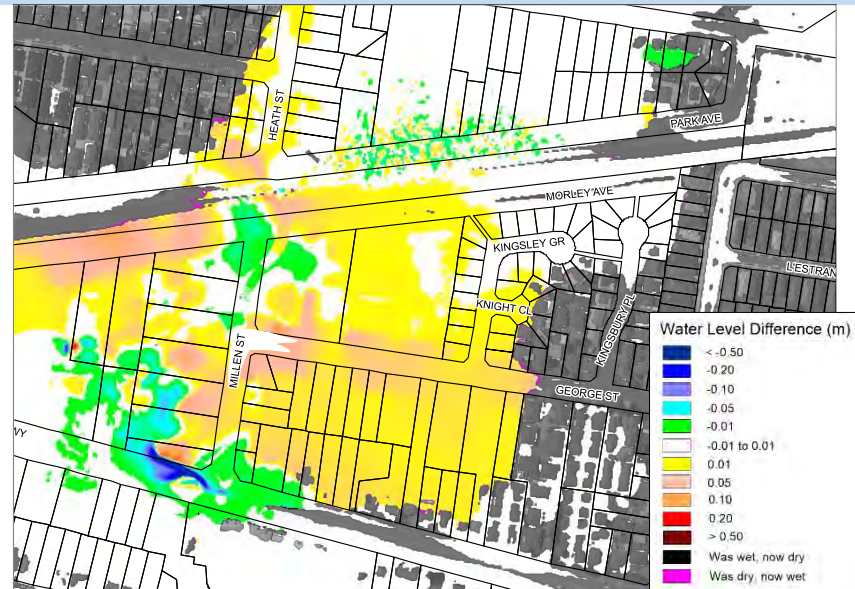 HEATH ST
PARK AVE
MORLEY AVE
KINGSLEY GR
L'ESTRAN
KNIGHT CL
KINGSBURY PL
MILLEN ST
GEORGE ST
WY
Water Level Difference (m)
< -0.50
-0.20
-0.10
-0.05
-0.01
-0.01 to 0.01
0.01
0.05
0.10
0.20
> 0.50
Was wet, now dry
Was dry, now wet